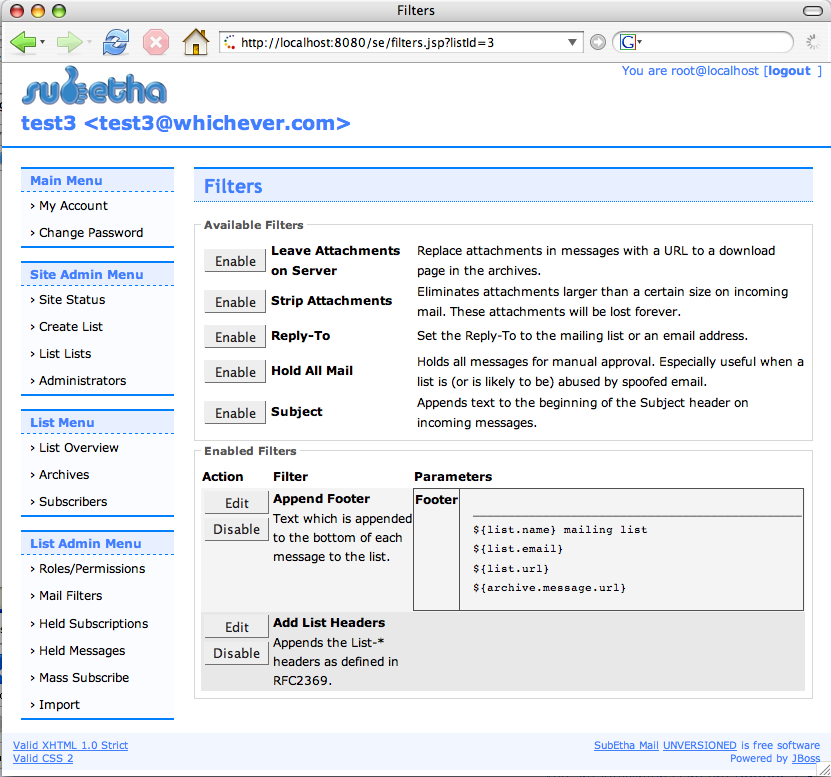 Filters
http://localhost:8080/se/filters.jsp?listId=3
G
You are root@localhost [logout ]
subetha
test3 <test3@whichever.com>
Main Menu
› My Account
› Change Password
Site Admin Menu
› Site Status
› Create List
› List Lists
› Administrators
List Menu
› List Overview
› Archives
› Subscribers
List Admin Menu
› Roles/Permissions
› Mail Filters
› Held Subscriptions
› Held Messages
› Mass Subscribe
› Import
Filters
Available Filters
Enable Leave Attachments on Server Replace attachments in messages with a URL to a download
page in the archives.
Enable Strip Attachments Eliminates attachments larger than a certain size on incoming
mail. These attachments will be lost forever.
Enable Reply-To Set the Reply-To to the mailing list or an email address.
Enable Hold All Mail Holds all messages for manual approval. Especially useful when a
list is (or is likely to be) abused by spoofed email.
Enable Subject Appends text to the beginning of the Subject header on
incoming messages.
Enabled Filters
Action Filter Parameters
Edit
Disable
Append Footer
Text which is appended
to the bottom of each
message to the list.
Footer
${list.name} mailing list
${list.email}
${list.url}
${archive.message.url}
Edit
Disable
Add List Headers
Appends the List-*
headers as defined in
RFC2369.
Valid XHTML 1.0 Strict
Valid CSS 2
SubEtha Mail UNVERSIONED is free software
Powered by JBoss